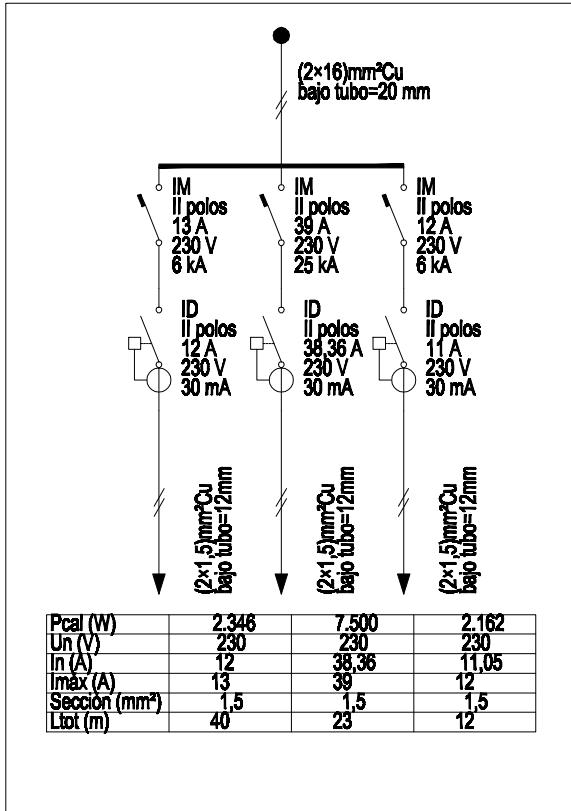 (2×16)mm²Cu
bajo tubo=20 mm
IM
II polos
13 A
230 V
6 kA
IM
II polos
39 A
230 V
25 kA
IM
II polos
12 A
230 V
6 kA
ID
II polos
12 A
230 V
30 mA
ID
II polos
38,36 A
230 V
30 mA
ID
II polos
11 A
230 V
30 mA
(2×1,5)mm²Cu
bajo tubo=12mm
(2×1,5)mm²Cu
bajo tubo=12mm
(2×1,5)mm²Cu
bajo tubo=12mm
Pcal (W) 2.346 7.500 2.162
Un (V) 230 230 230
In (A) 12 38,36 11,05
Imáx (A) 13 39 12
Sección (mm²) 1,5 1,5 1,5
Ltot (m) 40 23 12